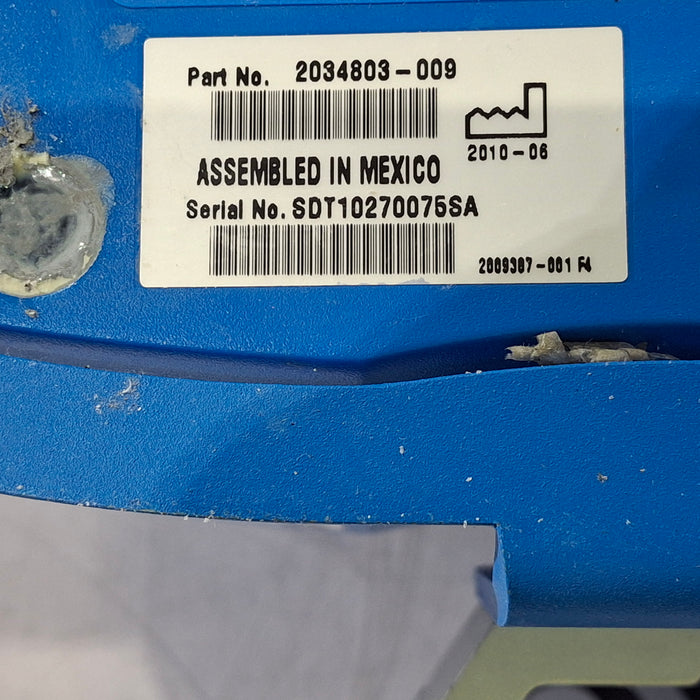 Part No. 2034803-009
2010-06
ASSEMBLED IN MEXICO
Serial No. SDT10270075SA
2009307-001 F4